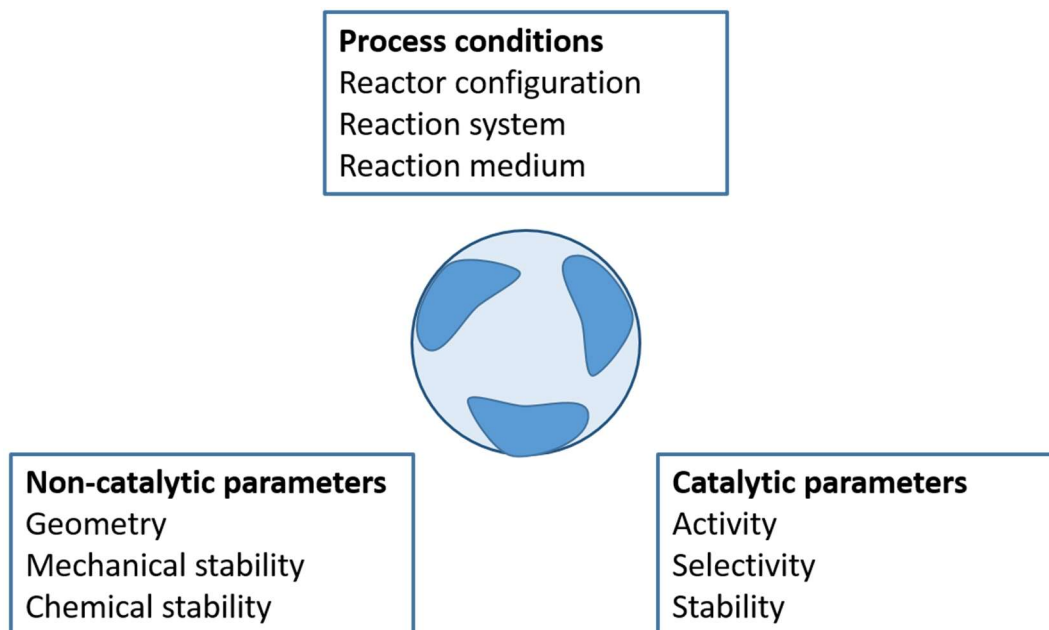 Process conditions
Reactor configuration
Reaction system
Reaction medium
Non-catalytic parameters
Geometry
Mechanical stability
Chemical stability
Catalytic parameters
Activity
Selectivity
Stability